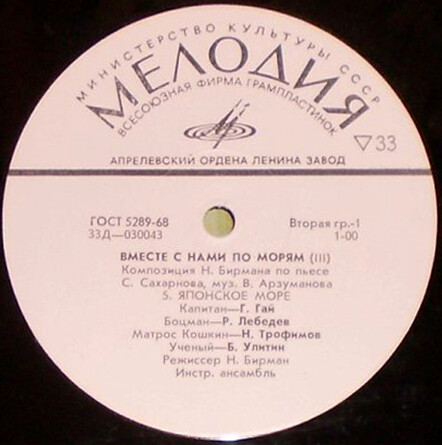 МИНИСТЕРСТВО КУЛЬТУРЫ СССР
МЕЛОДИЯ
ВСЕСОЮЗНАЯ ФИРМА ГРАМПЛАСТИНОК
▽33
АПРЕЛЕВСКИЙ ОРДЕНА ЛЕНИНА ЗАВОД
ГОСТ 5289-68
33Д—030043
Вторая гр.-1
1-00
ВМЕСТЕ С НАМИ ПО МОРЯМ (III)
Композиция Н. Бирмана по пьесе
С. Сахарнова, муз. В. Арзуманова
5. ЯПОНСКОЕ МОРЕ
Капитан—Г. Гай
Боцман—Р. Лебедев
Матрос Кошкин—Н. Трофимов
Ученый—Б. Улитин
Режиссер Н. Бирман
Инстр. ансамбль